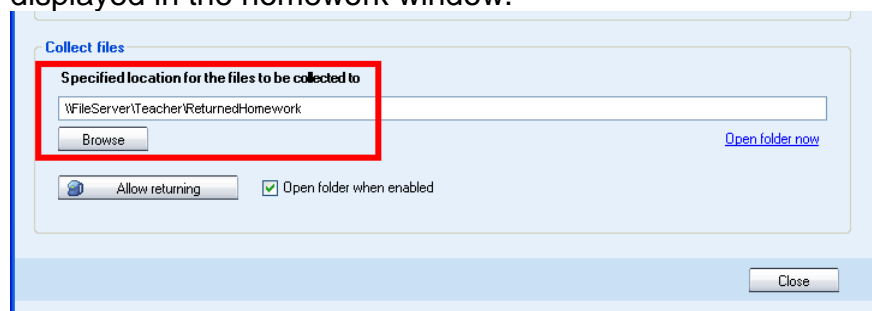 displayed in the homework window.
Collect files
Specified location for the files to be collected to
\\FileServer\Teacher\ReturnedHomework
Browse
Open folder now
Allow returning
Open folder when enabled
Close